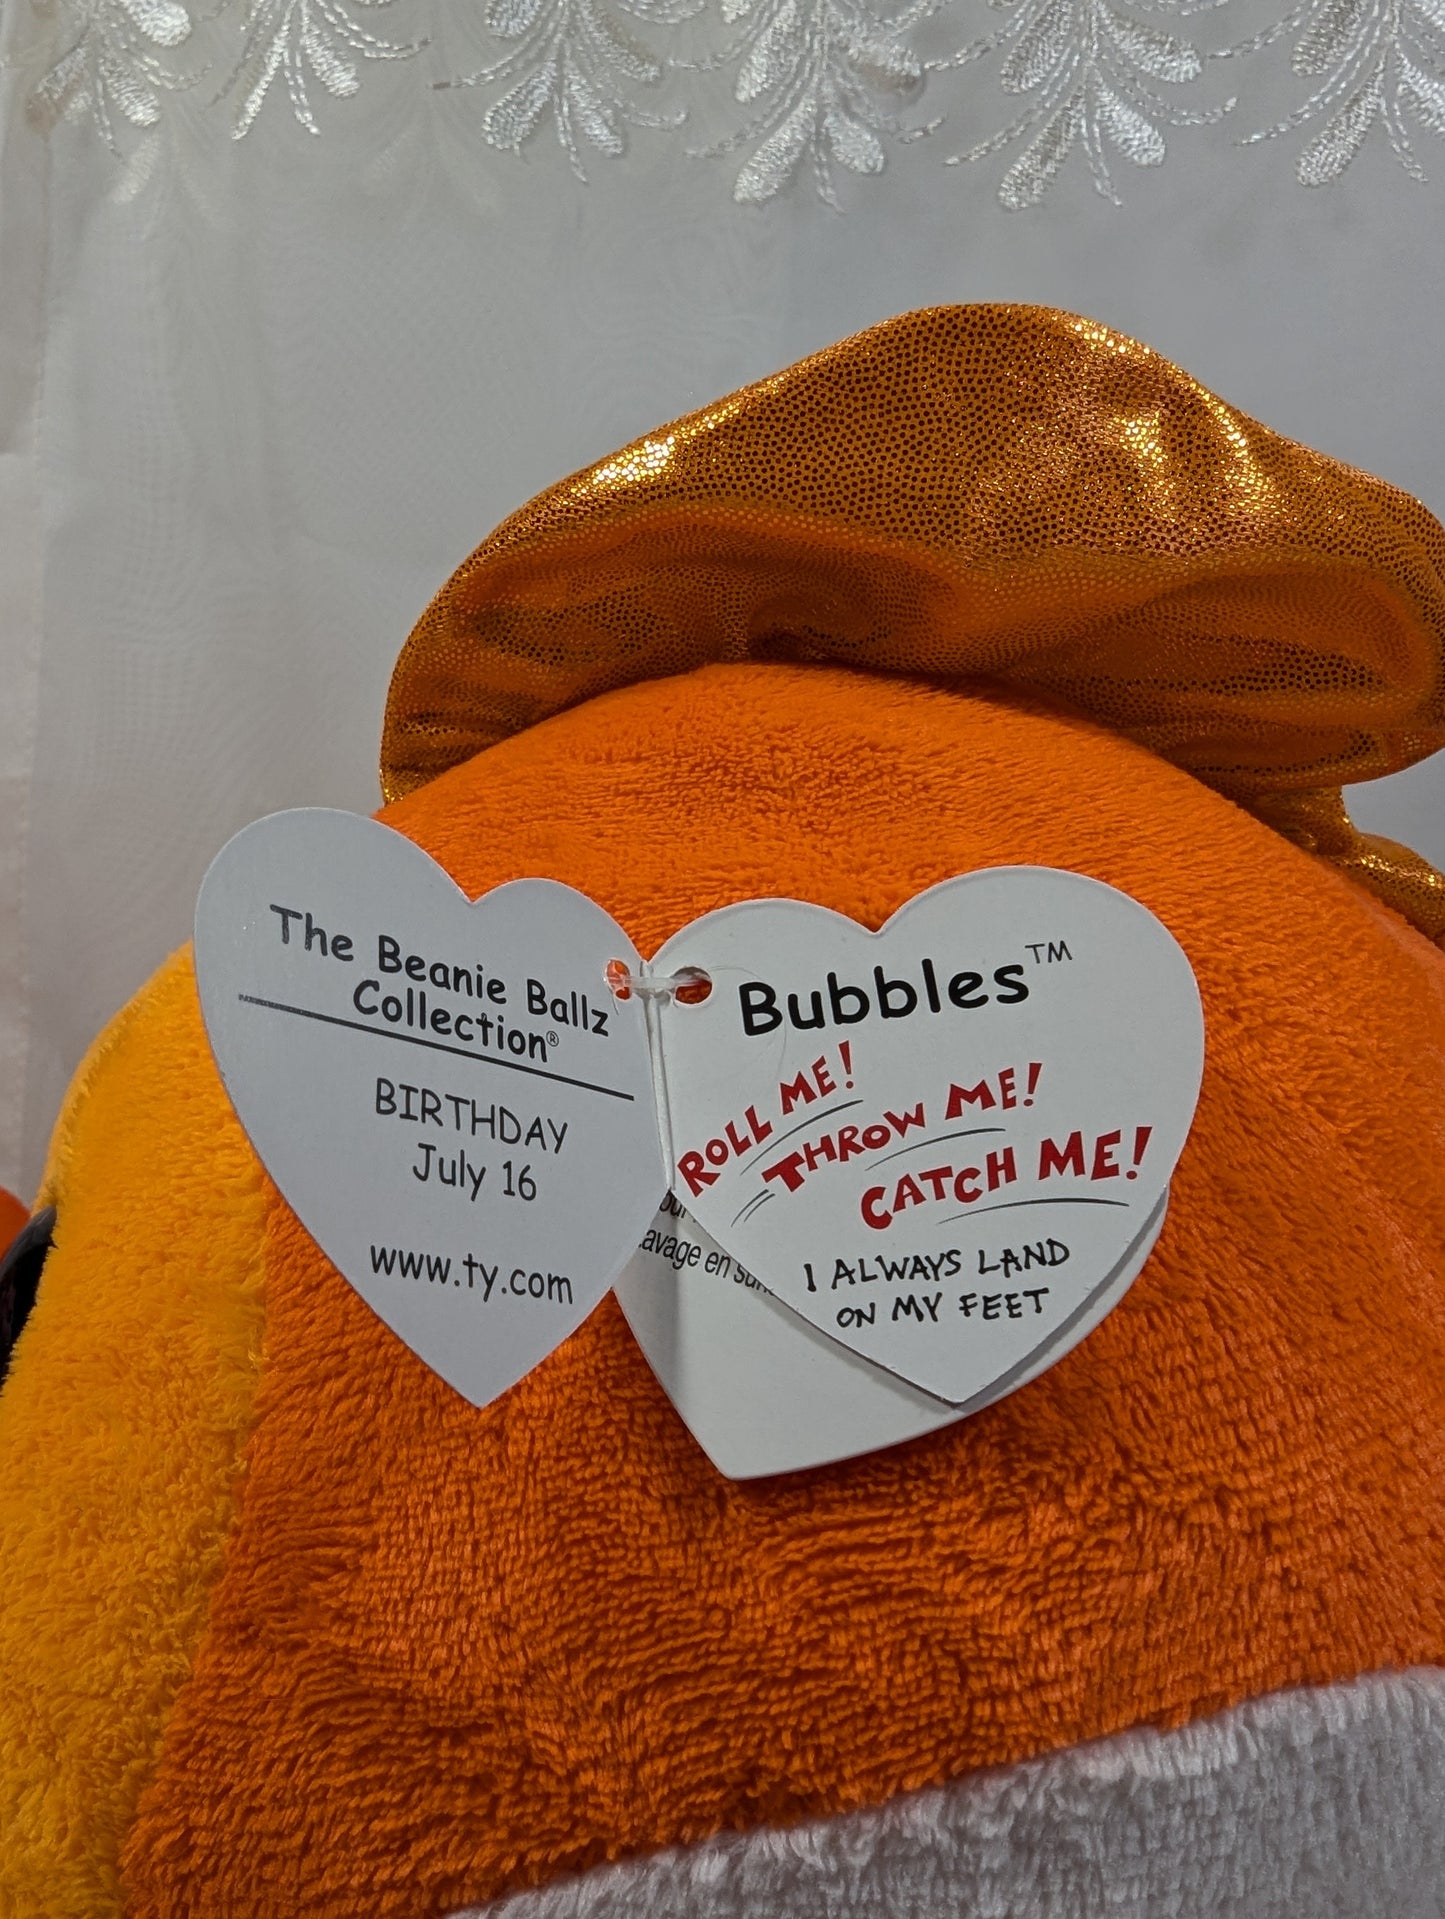 The Beanie Ballz
Collection®
BIRTHDAY
July 16
www.ty.com
Bubbles™
ROLL ME!
THROW ME!
CATCH ME!
I ALWAYS LAND
ON MY FEET
en